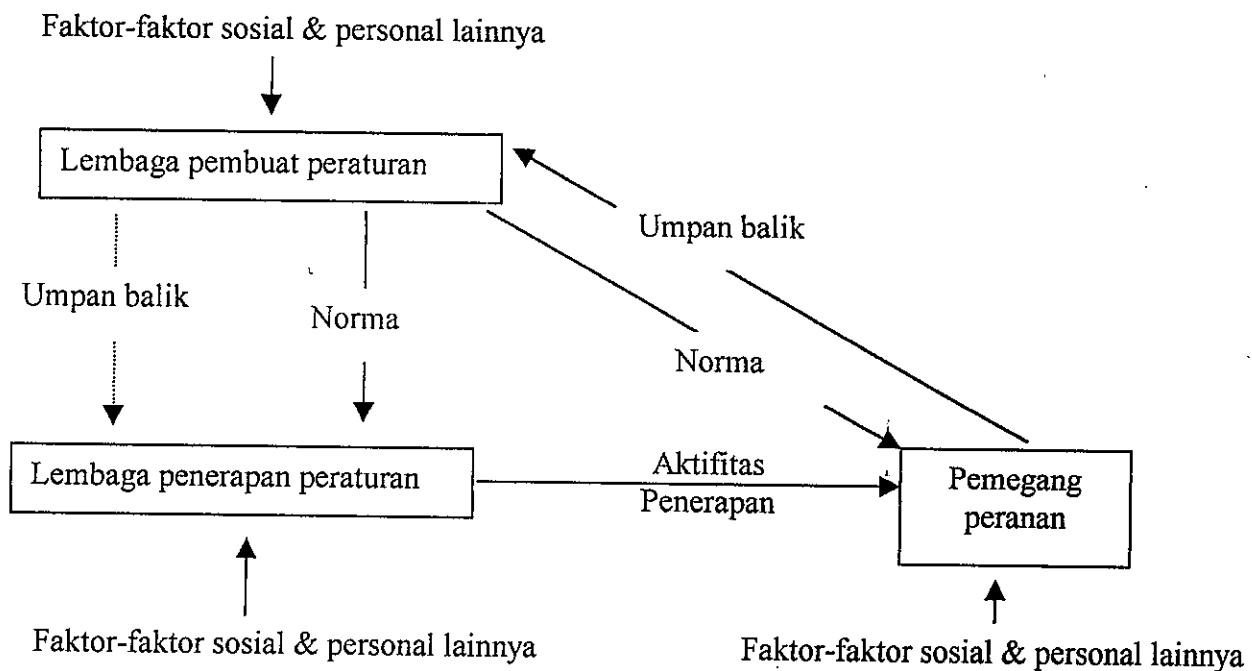 Faktor-faktor sosial & personal lainnya
Lembaga pembuat peraturan
Umpan balik
Umpan balik
Norma
Norma
Lembaga penerapan peraturan
Aktifitas
Penerapan
Pemegang
peranan
Faktor-faktor sosial & personal lainnya
Faktor-faktor sosial & personal lainnya